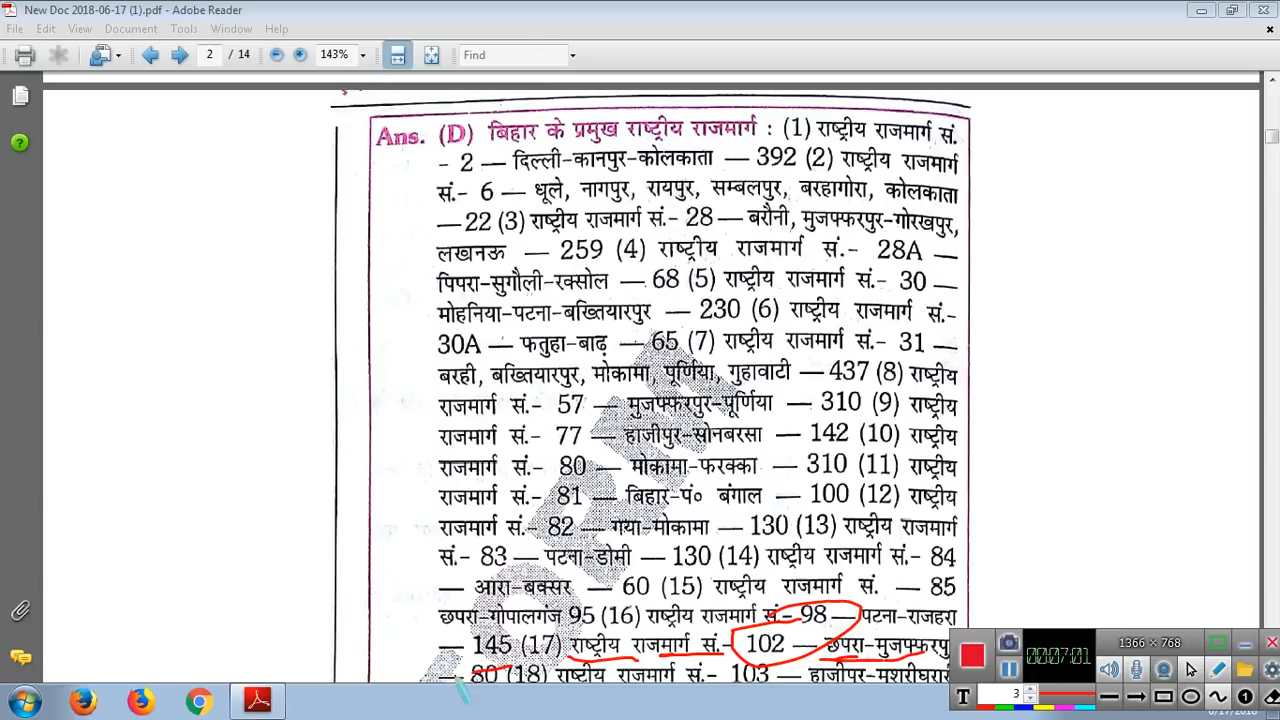 New Doc 2018-06-17 (1).pdf - Adobe Reader
File Edit View Document Tools Window Help
2 / 14 143% Find
Ans. (D) बिहार के प्रमुख राष्ट्रीय राजमार्ग : (1) राष्ट्रीय राजमार्ग सं.
- 2 — दिल्ली-कानपुर-कोलकाता — 392 (2) राष्ट्रीय राजमार्ग
सं.- 6 — धूले, नागपुर, रायपुर, सम्बलपुर, बरहागोरा, कोलकाता
— 22 (3) राष्ट्रीय राजमार्ग सं.- 28 — बरौनी, मुजफ्फरपुर-गोरखपुर,
लखनऊ — 259 (4) राष्ट्रीय राजमार्ग सं.- 28A —
पिपरा-सुगौली-रक्सोल — 68 (5) राष्ट्रीय राजमार्ग सं.- 30 —
मोहनिया-पटना-बख्तियारपुर — 230 (6) राष्ट्रीय राजमार्ग सं.-
30A — फतुहा-बाढ़ — 65 (7) राष्ट्रीय राजमार्ग सं.- 31 —
बरही, बख्तियारपुर, मोकामा, पूर्णिया, गुहावाटी — 437 (8) राष्ट्रीय
राजमार्ग सं.- 57 — मुजफ्फरपुर-पूर्णिया — 310 (9) राष्ट्रीय
राजमार्ग सं.- 77 — हाजीपुर-सोनबरसा — 142 (10) राष्ट्रीय
राजमार्ग सं.- 80 — मोकामा-फरक्का — 310 (11) राष्ट्रीय
राजमार्ग सं.- 81 — बिहार-पं० बंगाल — 100 (12) राष्ट्रीय
राजमार्ग सं.- 82 — गया-मोकामा — 130 (13) राष्ट्रीय राजमार्ग
सं.- 83 — पटना-डोमी — 130 (14) राष्ट्रीय राजमार्ग सं.- 84
— आरा-बक्सर — 60 (15) राष्ट्रीय राजमार्ग सं. — 85
छपरा-गोपालगंज 95 (16) राष्ट्रीय राजमार्ग सं.- 98 — पटना-राजहरा
— 145 (17) राष्ट्रीय राजमार्ग सं.- 102 — छपरा-मुजफ्फरपु
— 80 (18) राष्ट्रीय राजमार्ग सं.- 103 — हाजीपुर-मुशरीघरारी
00:07:01
1366 × 768
T 3
6/17/2018